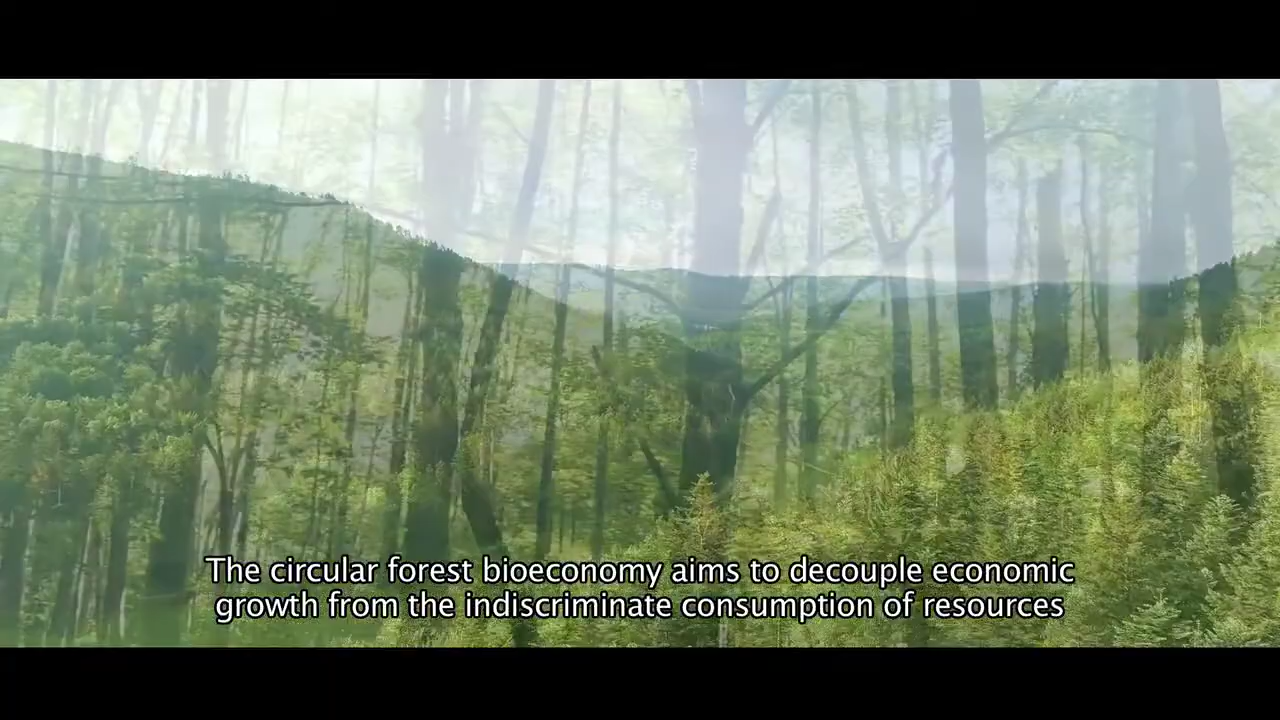 The circular forest bioeconomy aims to decouple economic
growth from the indiscriminate consumption of resources